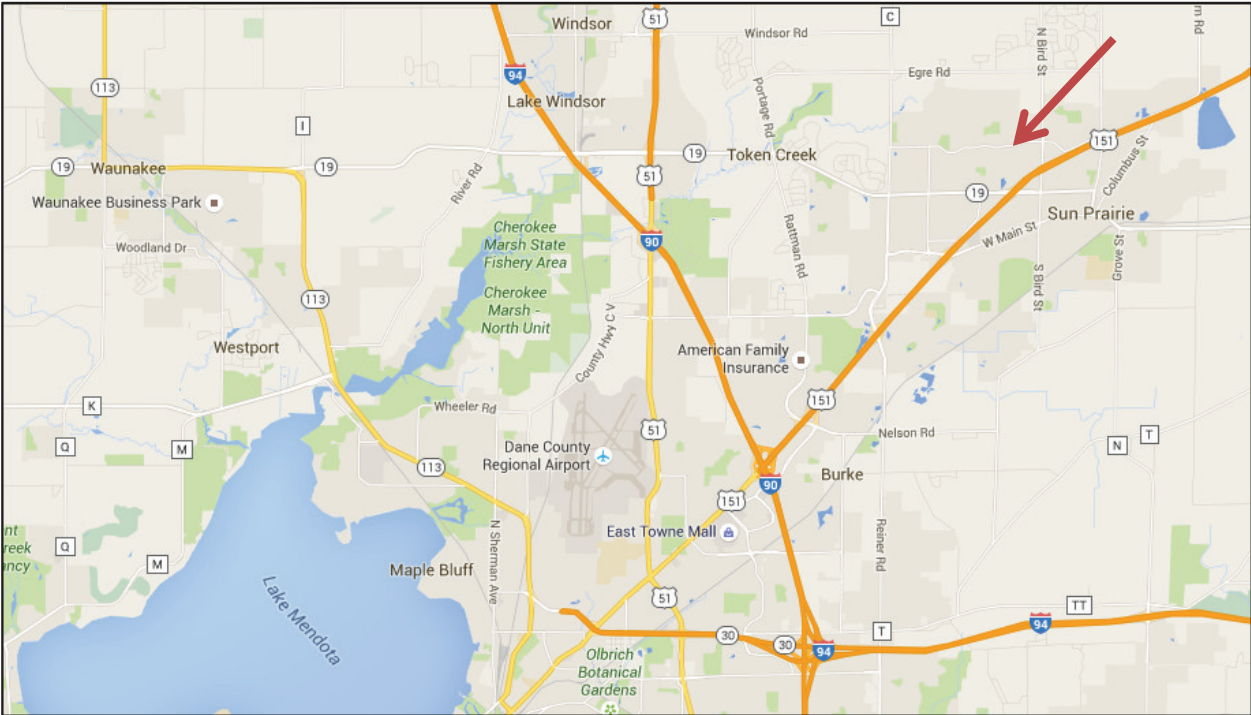 Windsor
51
Windsor Rd
C
N Bird St
113
94
Egre Rd
Portage Rd
Lake Windsor
I
151
Columbus St
19
Waunakee
19
River Rd
19
Token Creek
51
19
Waunakee Business Park
Sun Prairie
Woodland Dr
Cherokee
Marsh State
Fishery Area
90
Rattman Rd
W Main St
Grove St
S Bird St
Cherokee
Marsh -
North Unit
113
County Hwy C V
Westport
American Family
Insurance
151
K
Wheeler Rd
Q
M
51
Nelson Rd
N
T
Dane County
Regional Airport
113
Burke
90
151
East Towne Mall
N Sherman Ave
Reiner Rd
Q
M
Maple Bluff
Lake Mendota
51
TT
94
30
30
T
94
Olbrich
Botanical
Gardens